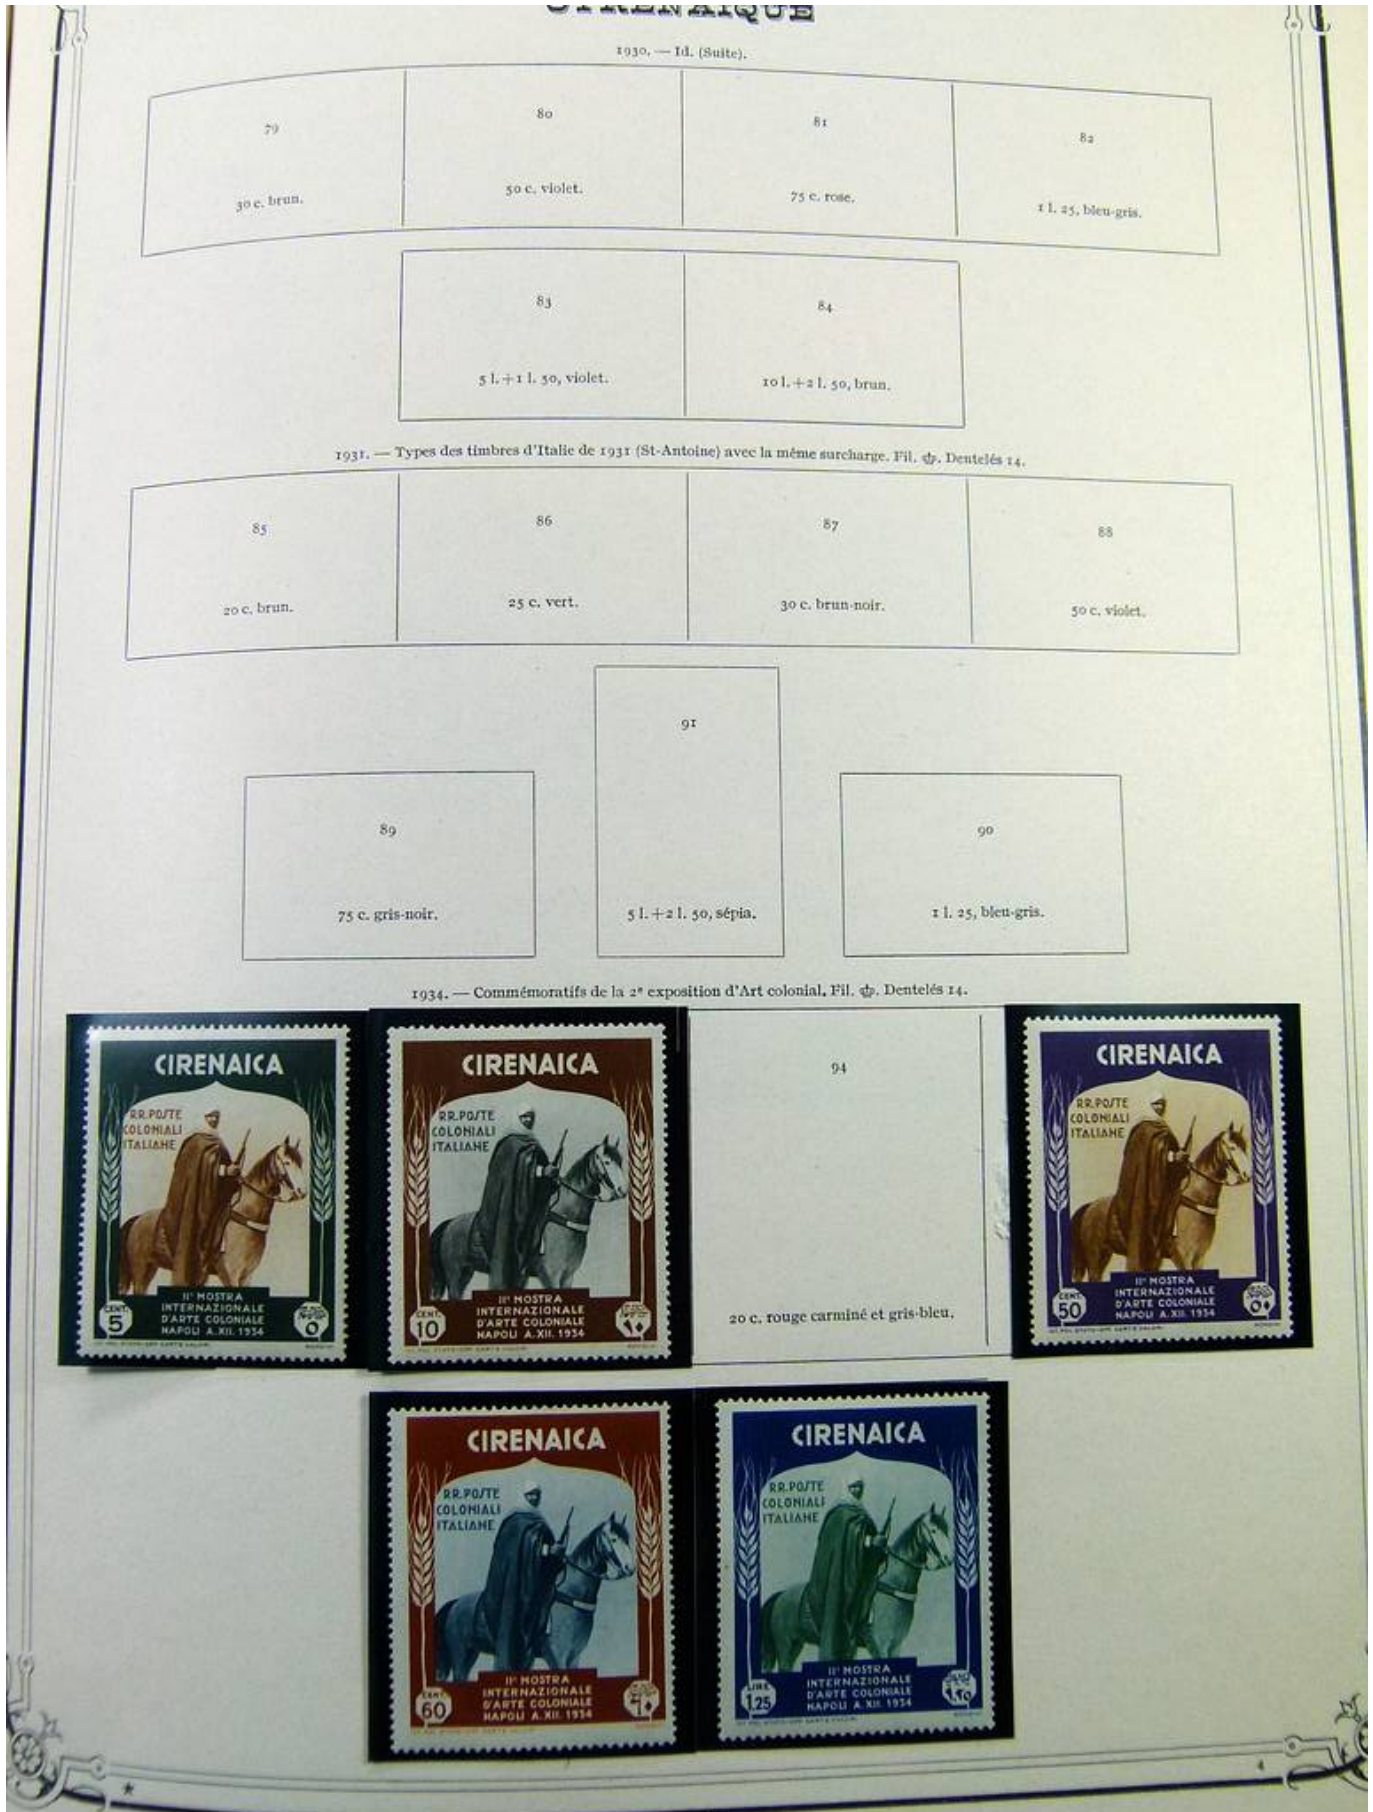 CYRÉNAÏQUE
1930. — Id. (Suite).
79
80
81
82
30 c. brun.
50 c. violet.
75 c. rose.
1 l. 25, bleu-gris.
83
84
5 l.+1 l. 50, violet.
10 l.+2 l. 50, brun.
1931. — Types des timbres d'Italie de 1931 (St-Antoine) avec la même surcharge. Fil. Dentelés 14.
85
86
87
88
20 c. brun.
25 c. vert.
30 c. brun-noir.
50 c. violet.
91
89
90
75 c. gris-noir.
5 l.+2 l. 50, sépia.
1 l. 25, bleu-gris.
1934. — Commémoratifs de la 2e exposition d'Art colonial. Fil. Dentelés 14.
CIRENAICA
RR.POSTE
COLONIALI
ITALIANE
IIª MOSTRA
INTERNAZIONALE
D'ARTE COLONIALE
NAPOLI A.XII. 1934
CENT.
5
٥
CIRENAICA
RR.POSTE
COLONIALI
ITALIANE
IIª MOSTRA
INTERNAZIONALE
D'ARTE COLONIALE
NAPOLI A.XII. 1934
CENT.
10
١٠
94
20 c. rouge carminé et gris-bleu.
CIRENAICA
RR.POSTE
COLONIALI
ITALIANE
IIª MOSTRA
INTERNAZIONALE
D'ARTE COLONIALE
NAPOLI A.XII. 1934
CENT.
50
٥٠
CIRENAICA
RR.POSTE
COLONIALI
ITALIANE
IIª MOSTRA
INTERNAZIONALE
D'ARTE COLONIALE
NAPOLI A.XII. 1934
CENT.
60
٦٠
CIRENAICA
RR.POSTE
COLONIALI
ITALIANE
IIª MOSTRA
INTERNAZIONALE
D'ARTE COLONIALE
NAPOLI A.XII. 1934
LIRE
1.25
١٫٢٥
4